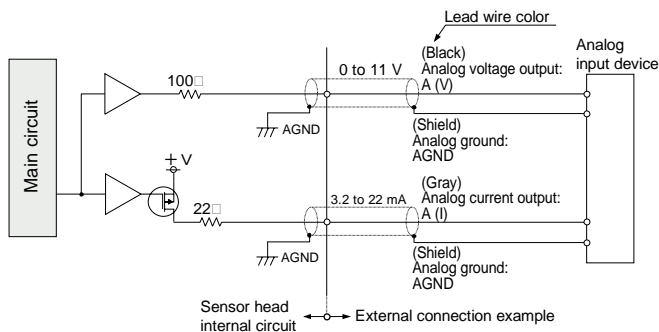 Lead wire color
Main circuit
100□
0 to 11 V
(Black)
Analog voltage output:
A (V)
Analog
input device
AGND
(Shield)
Analog ground:
AGND
+ V
22□
3.2 to 22 mA
(Gray)
Analog current output:
A (I)
AGND
(Shield)
Analog ground:
AGND
Sensor head
internal circuit
External connection example